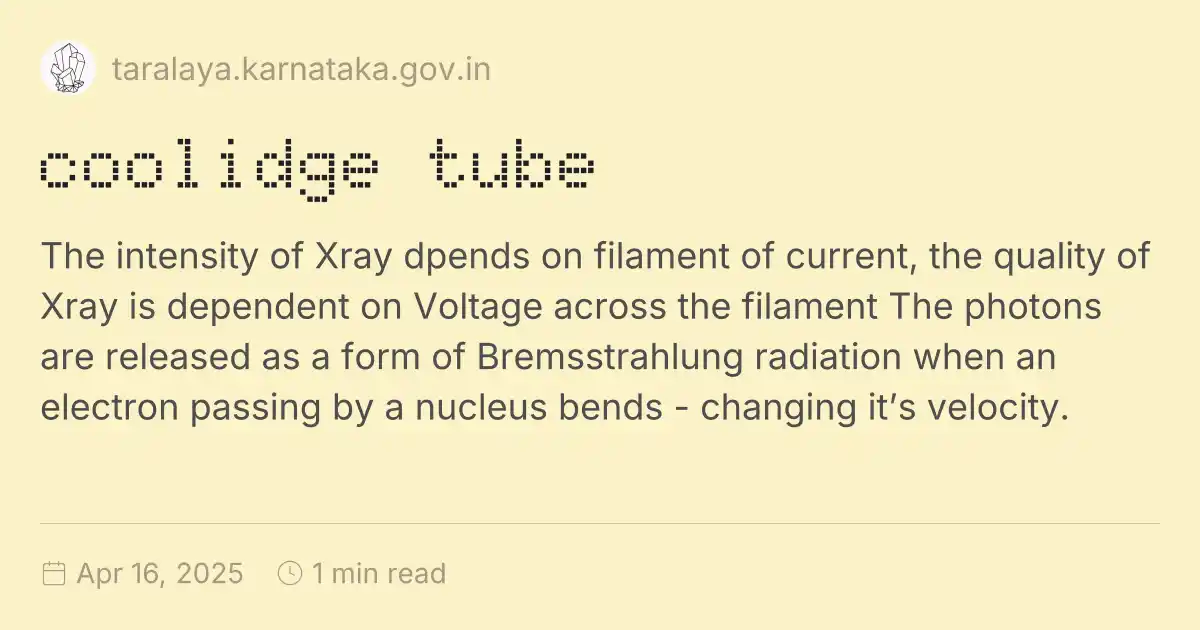 taralaya.karnataka.gov.in
coolidge tube
The intensity of Xray dpends on filament of current, the quality of
Xray is dependent on Voltage across the filament The photons
are released as a form of Bremsstrahlung radiation when an
electron passing by a nucleus bends - changing it’s velocity.
Apr 16, 2025 1 min read